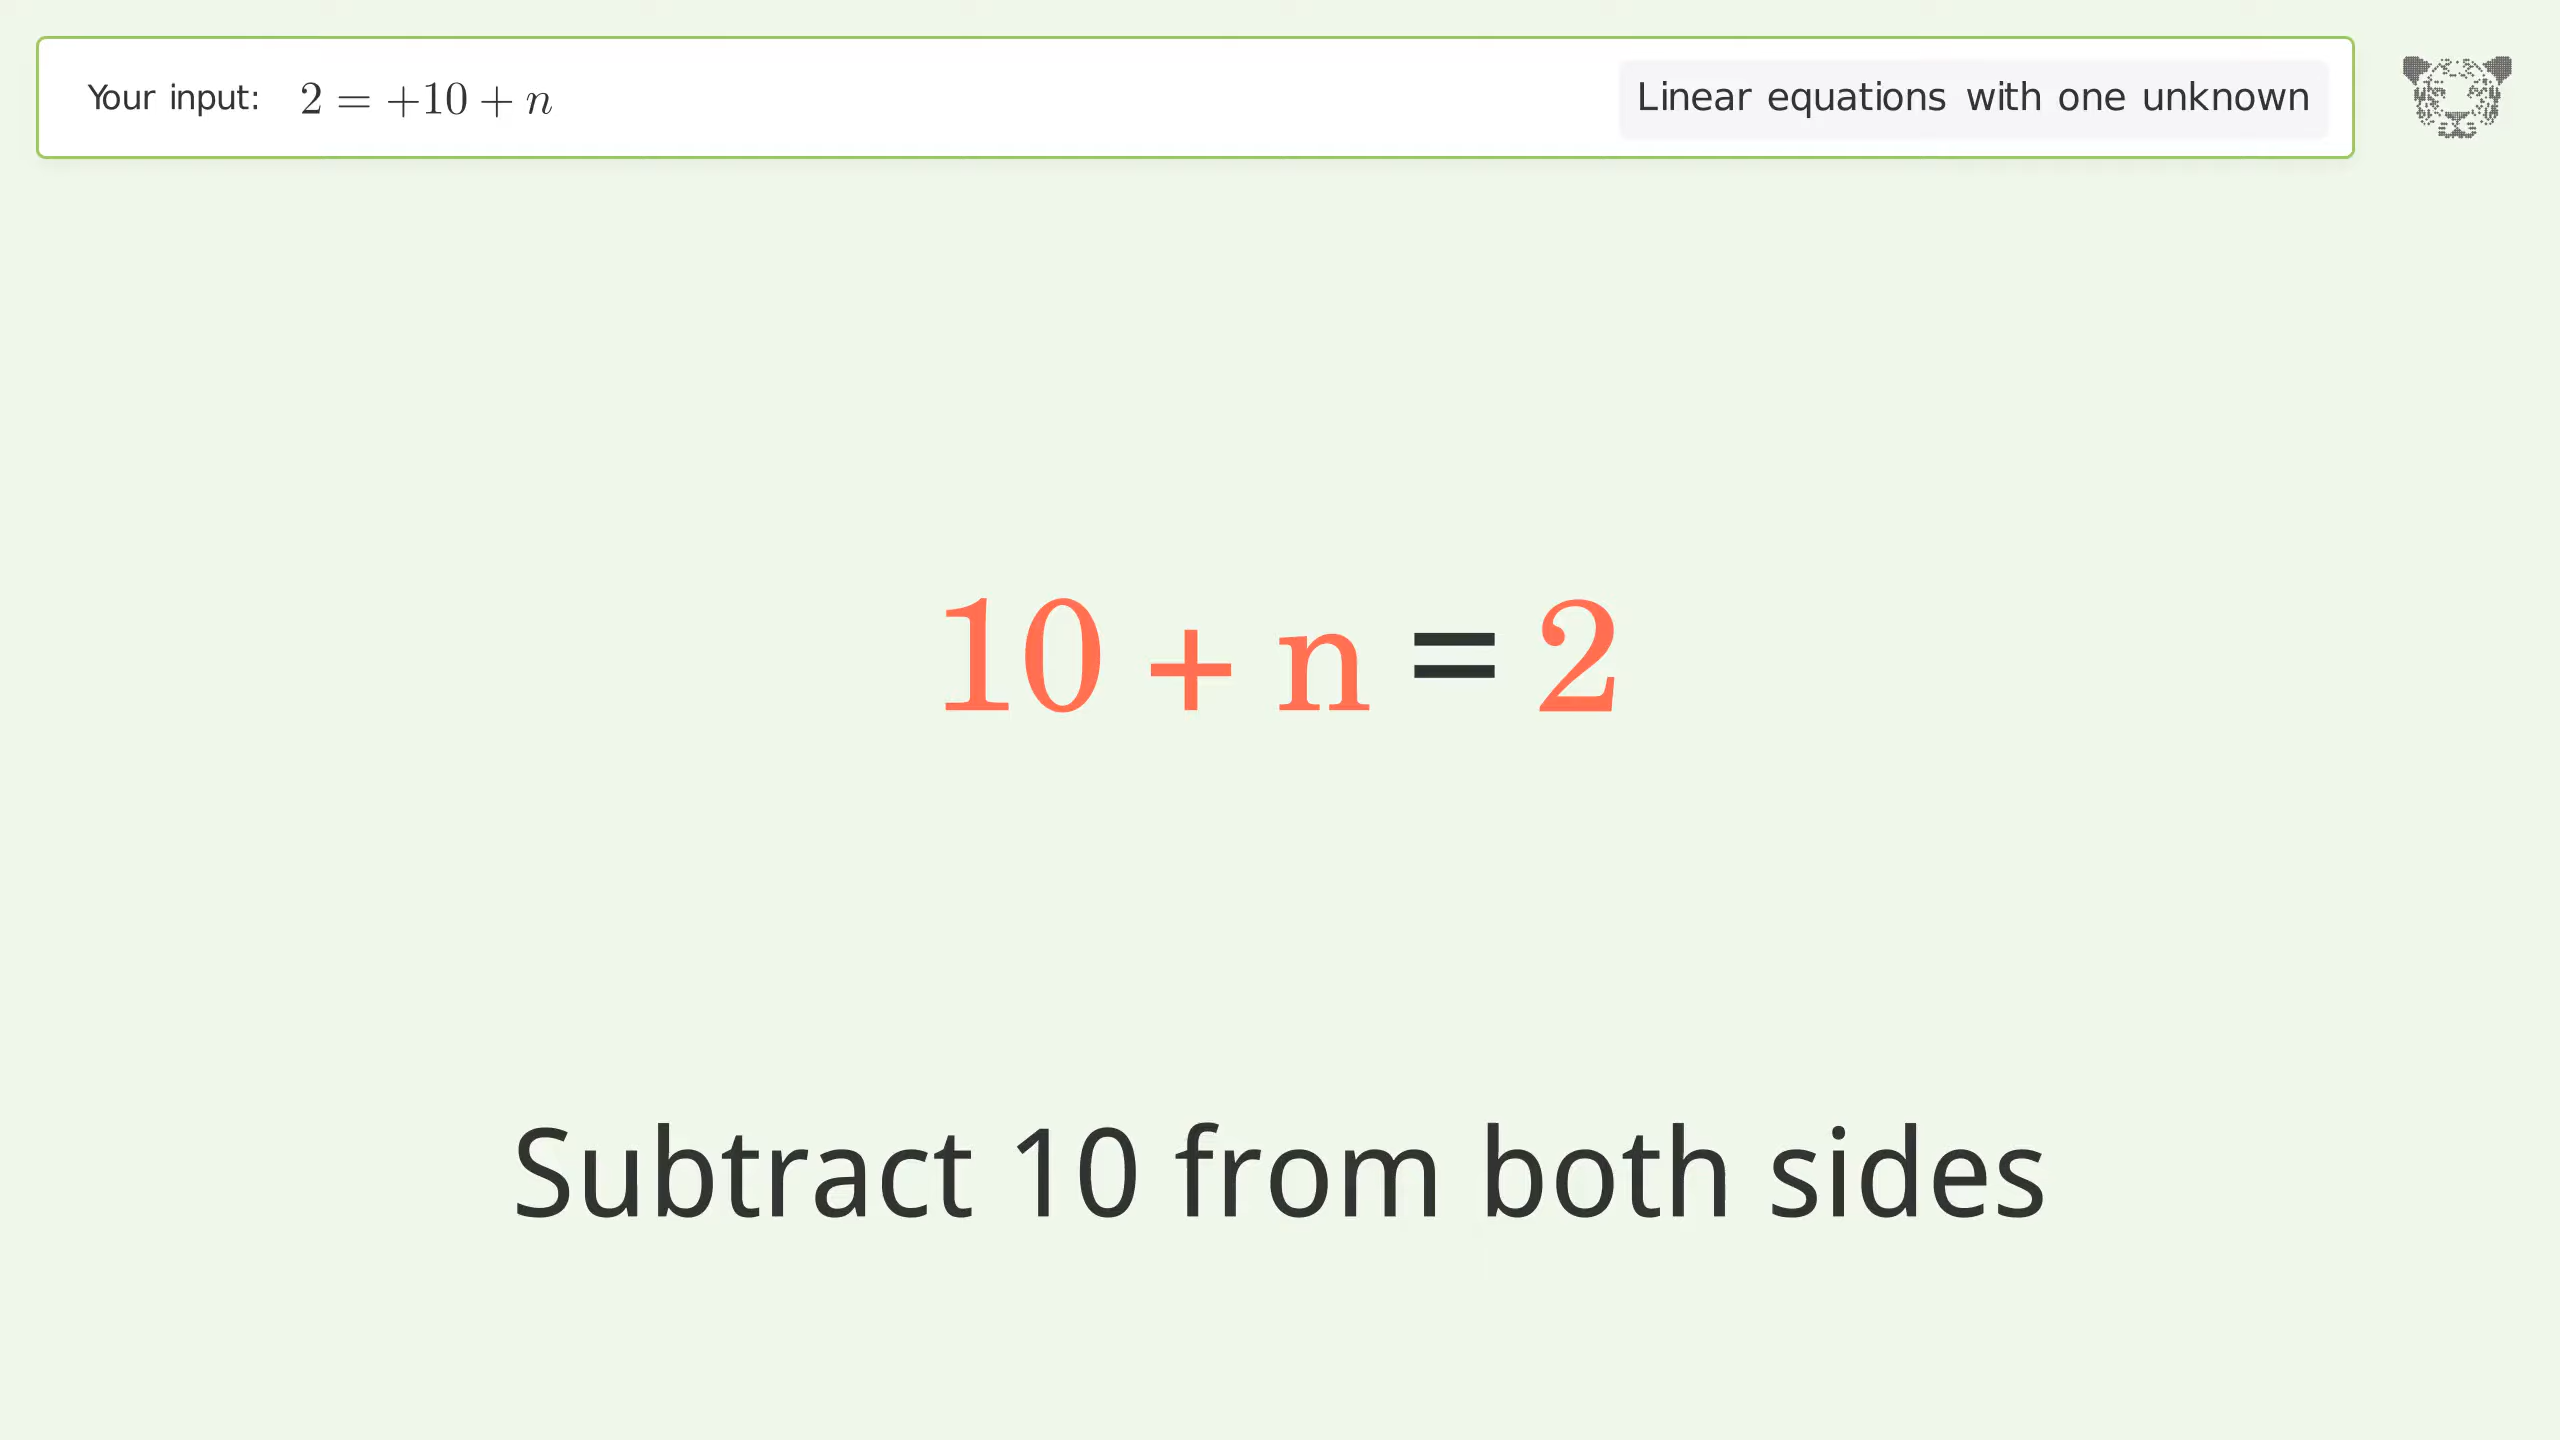 Your input: 2 = +10 + n
Linear equations with one unknown
10 + n = 2
Subtract 10 from both sides